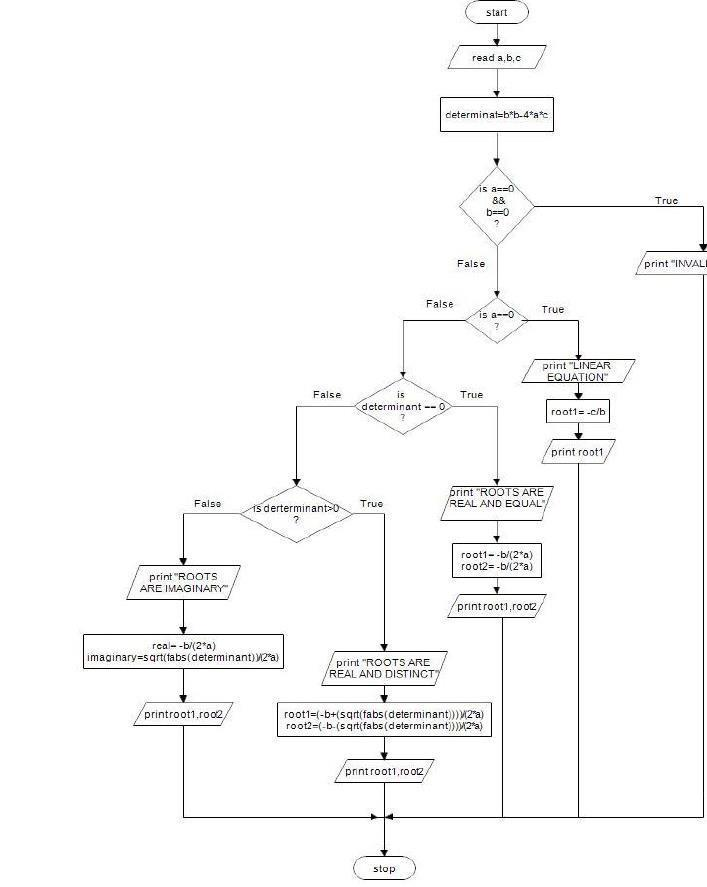 start
read a,b,c
determinat=b*b-4*a*c
is a==0
&&
b==0
?
True
print "INVALI
False
False
is a==0
?
True
print "LINEAR
EQUATION"
root1= -c/b
print root1
False
is
determinant == 0
?
True
print "ROOTS ARE
REAL AND EQUAL"
root1= -b/(2*a)
root2= -b/(2*a)
print root1,root2
False
is derterminant>0
?
True
print "ROOTS
ARE IMAGINARY"
real= -b/(2*a)
imaginary=sqrt(fabs(determinant))/(2*a)
print root1,root2
print "ROOTS ARE
REAL AND DISTINCT"
root1=(-b+(sqrt(fabs(determinant))))/(2*a)
root2=(-b-(sqrt(fabs(determinant))))/(2*a)
print root1,root2
stop